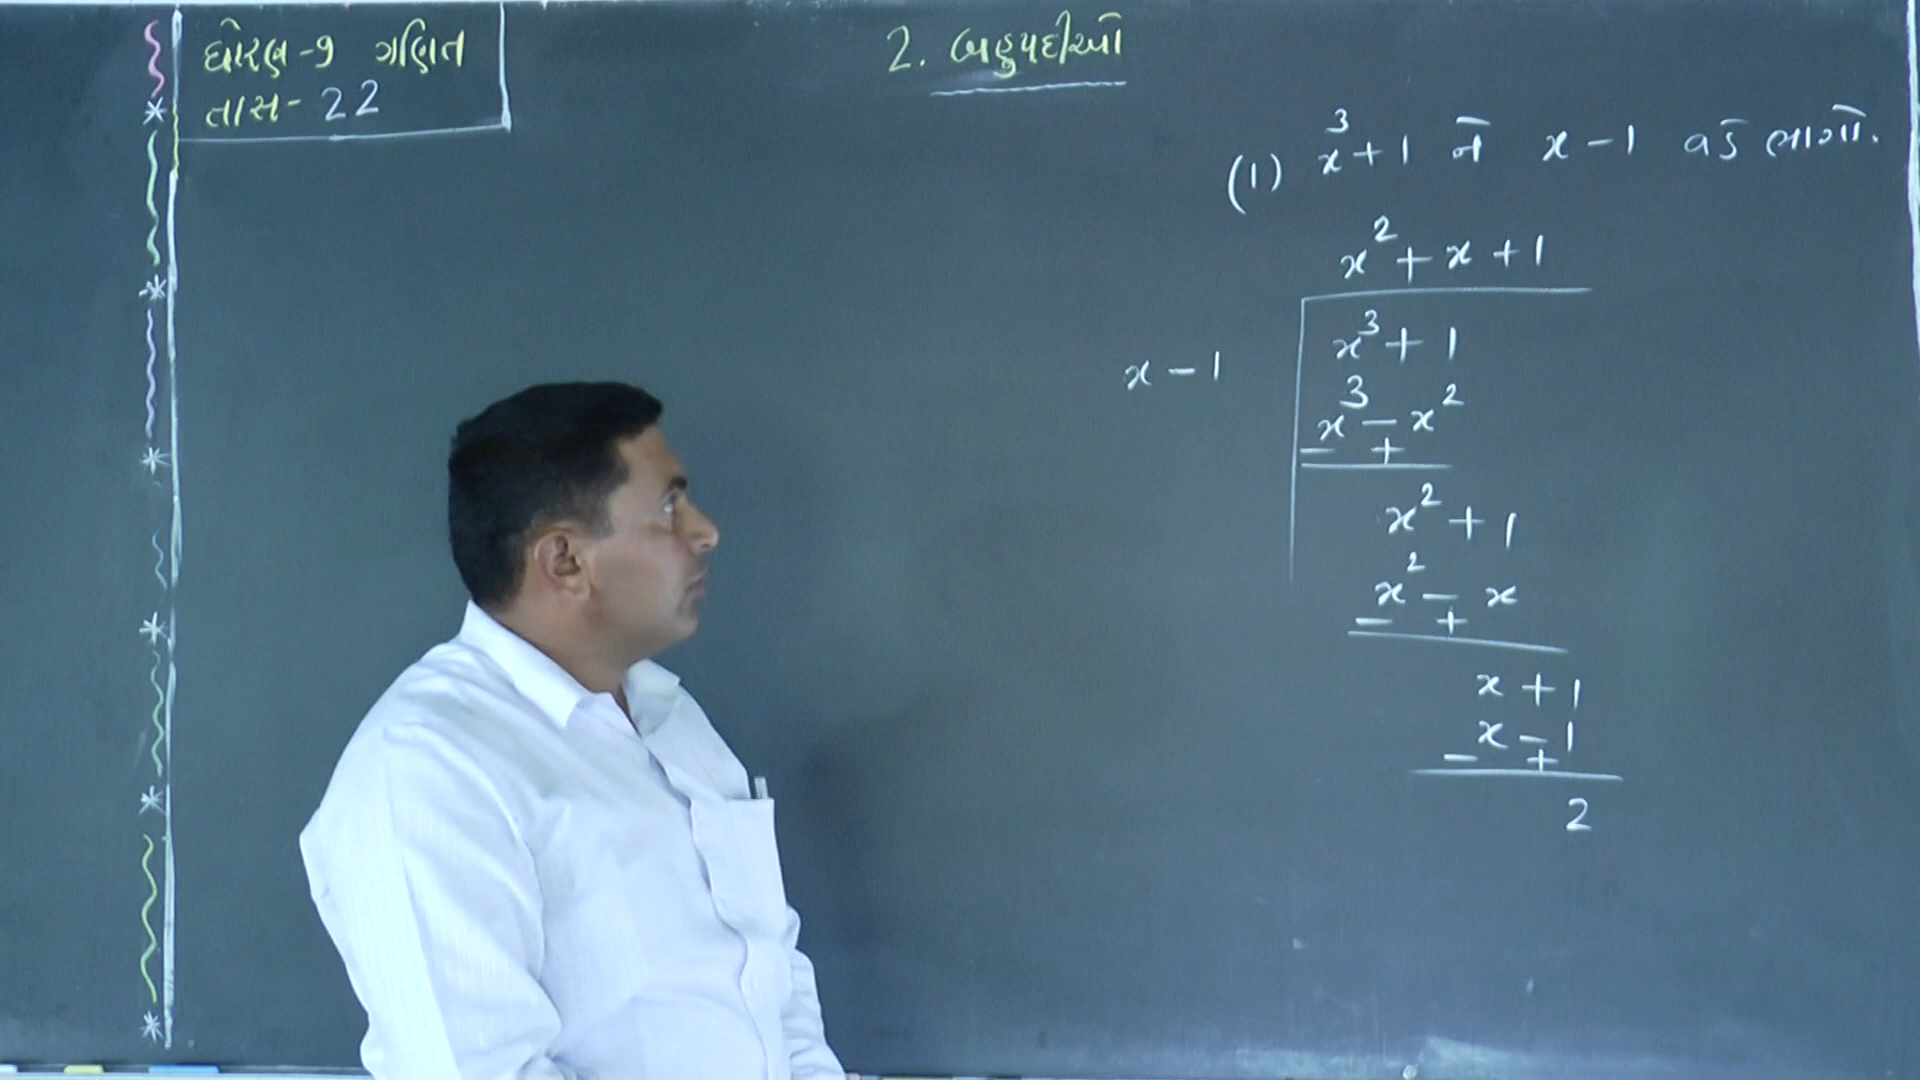 ધોરણ-9 ગણિત
તાસ- 22
2. બહુપદીઓ
(1) x³+1 ને x-1 વડે ભાગો.
x² + x + 1
x - 1
x³ + 1
x³ - x²
- +
x² + 1
x² - x
- +
x + 1
x - 1
- +
2